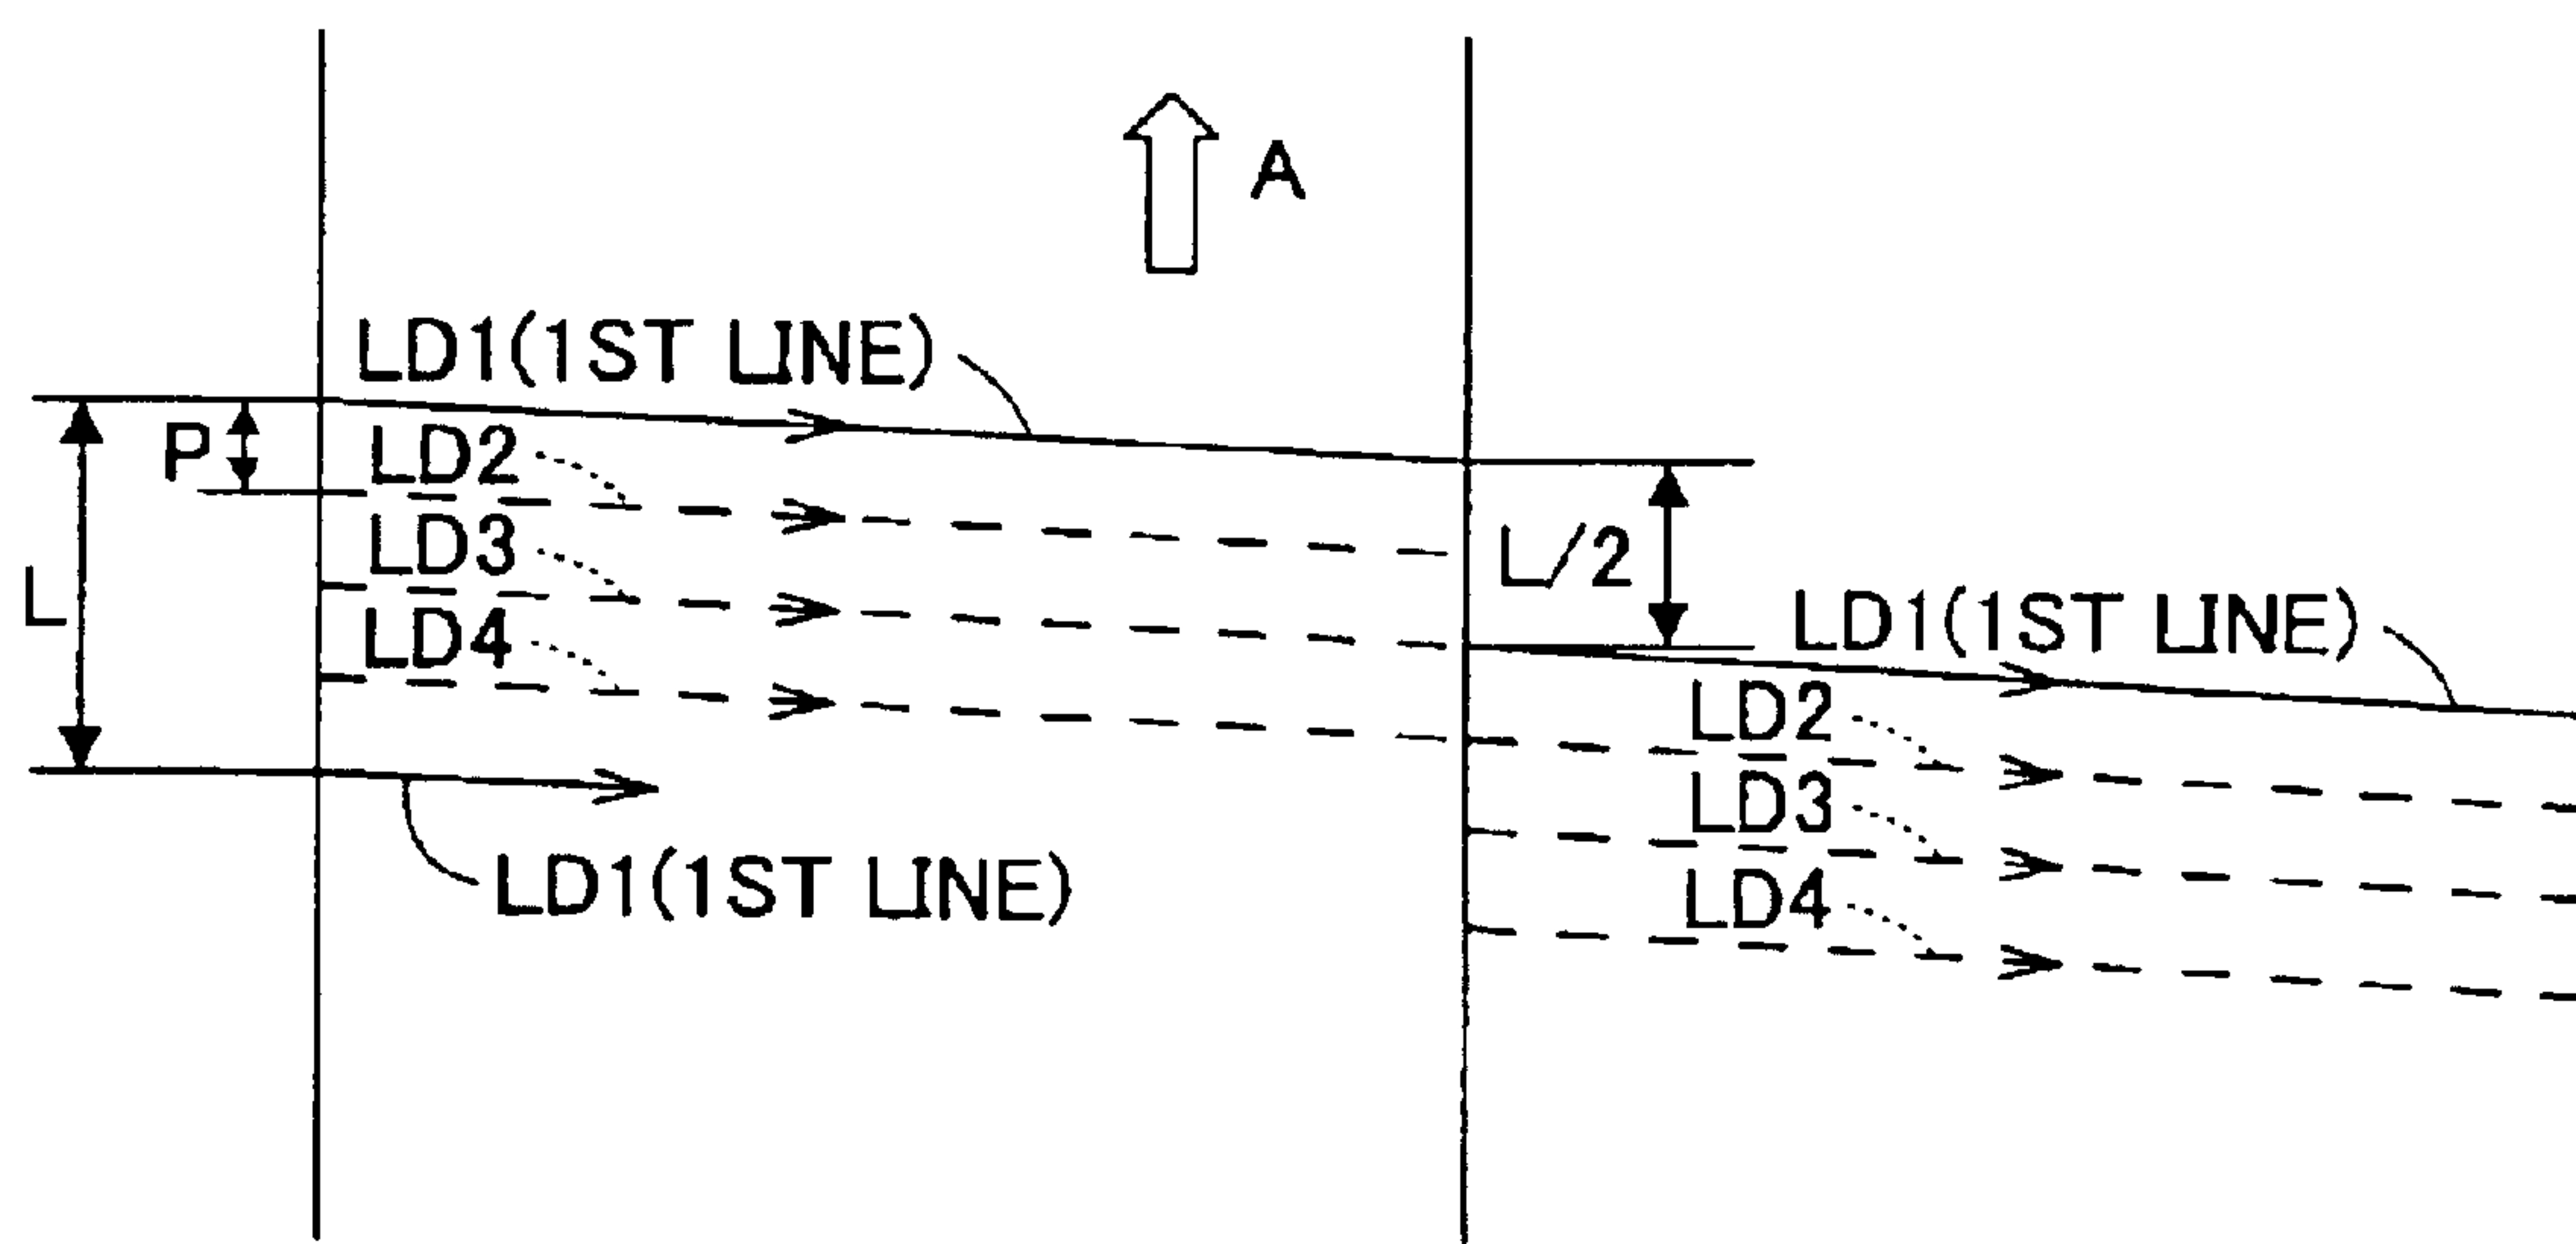 A
LD1(1ST LINE)
P
LD2
LD3
L
LD4
LD1(1ST LINE)
L/2
LD1(1ST LINE)
LD2
LD3
LD4